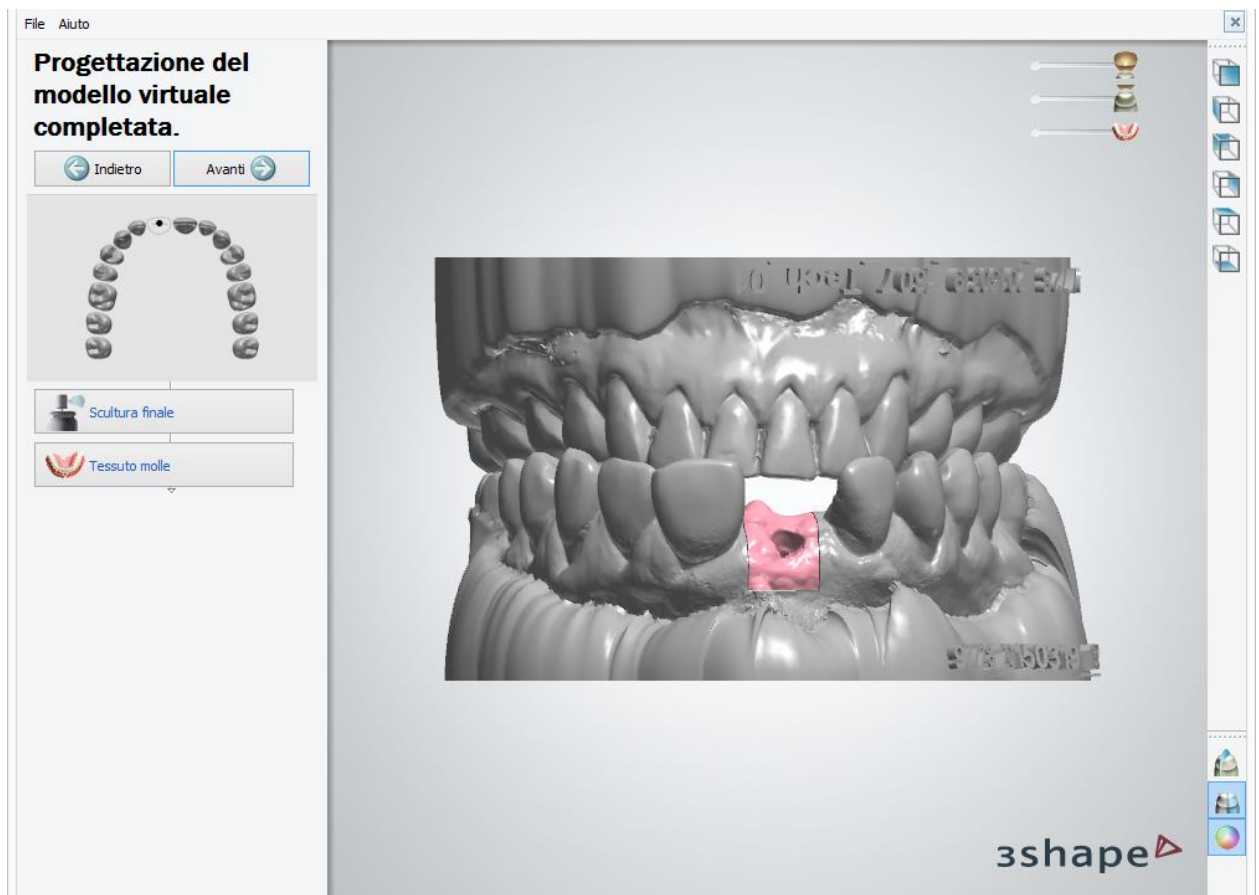 File Aiuto
Progettazione del
modello virtuale
completata.
Indietro
Avanti
Scultura finale
Tessuto molle
3shape